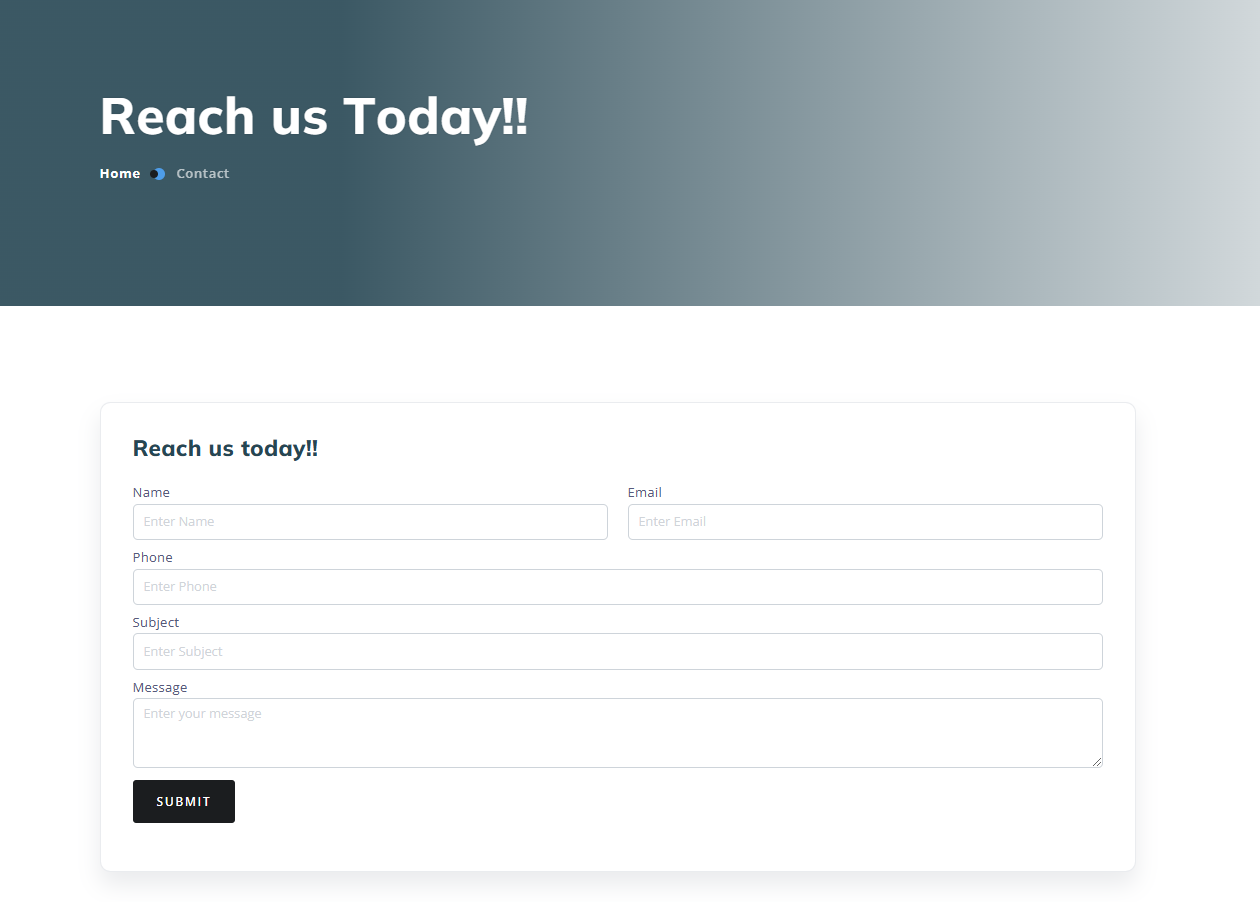 Reach us Today!!
Home Contact
Reach us today!!
Name Email
Enter Name Enter Email
Phone
Enter Phone
Subject
Enter Subject
Message
Enter your message
SUBMIT